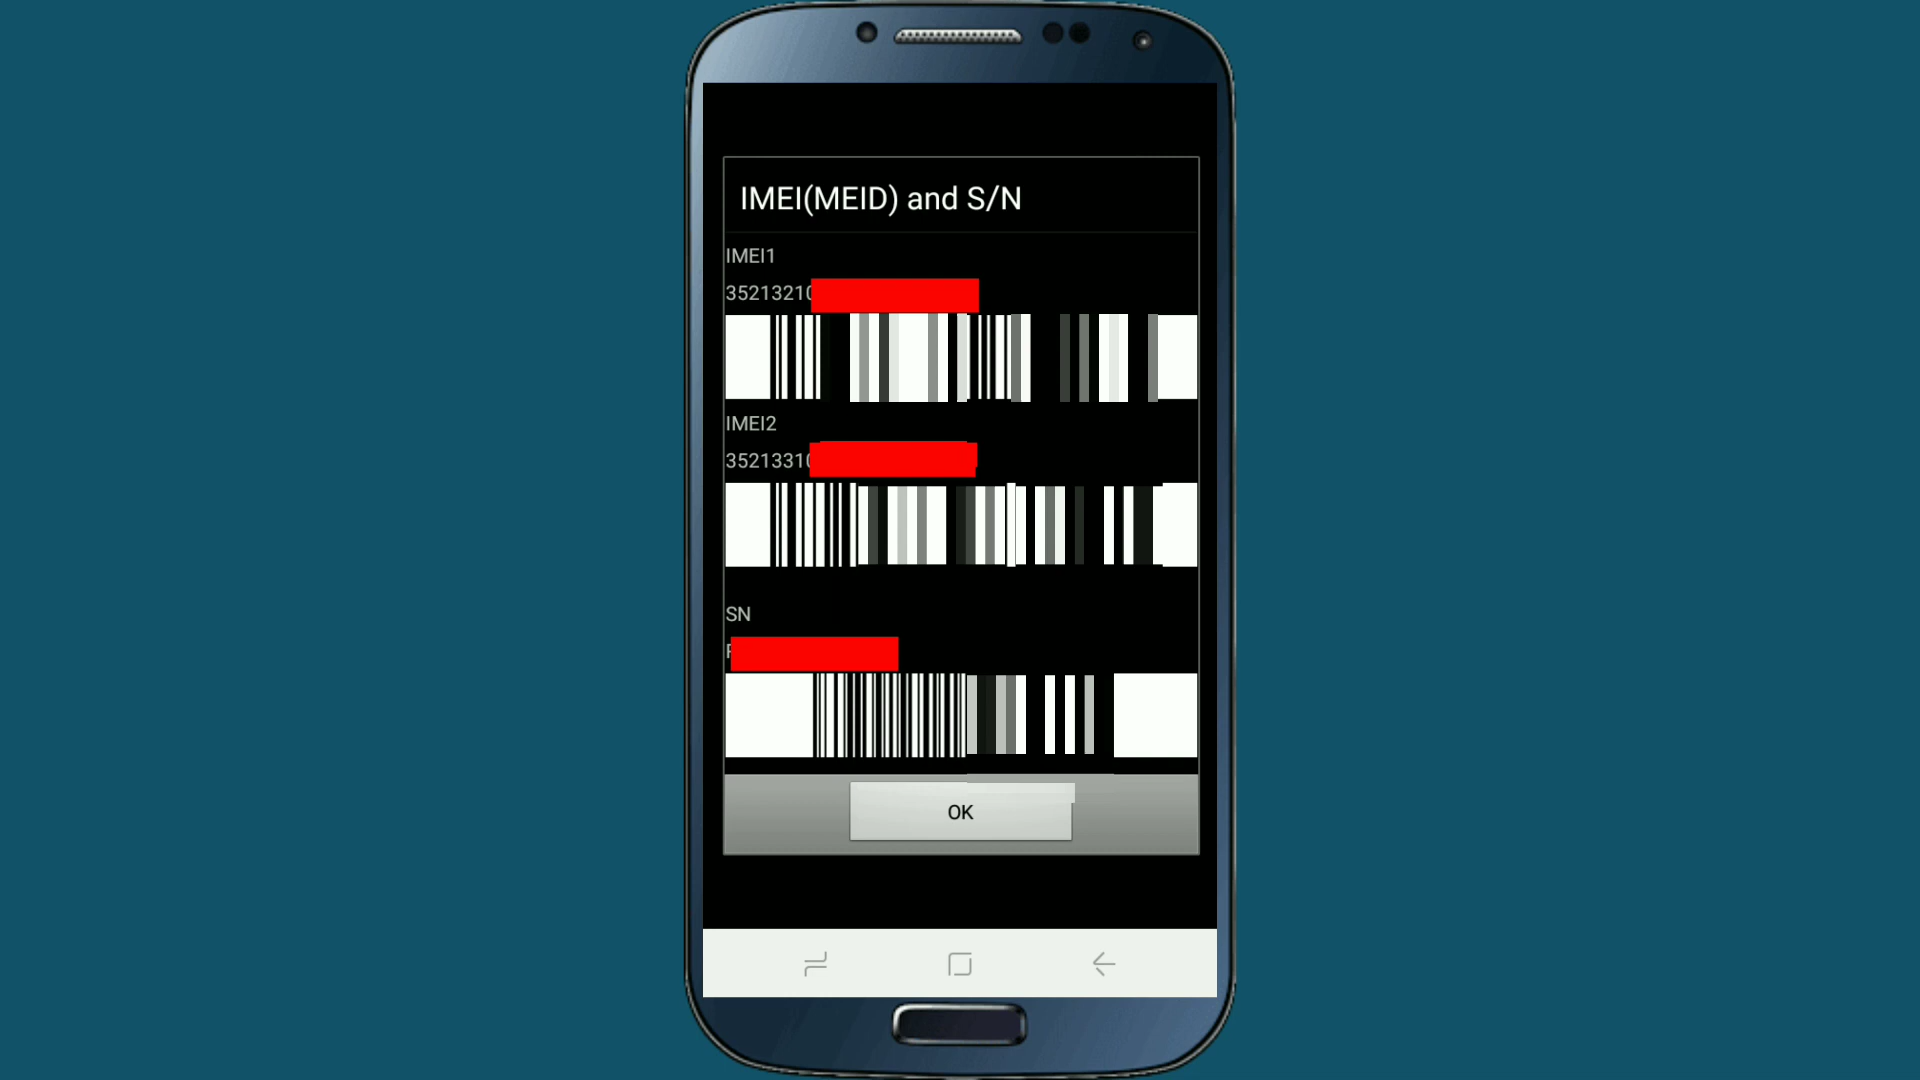 IMEI(MEID) and S/N
IMEI1
35213210
IMEI2
35213310
SN
OK